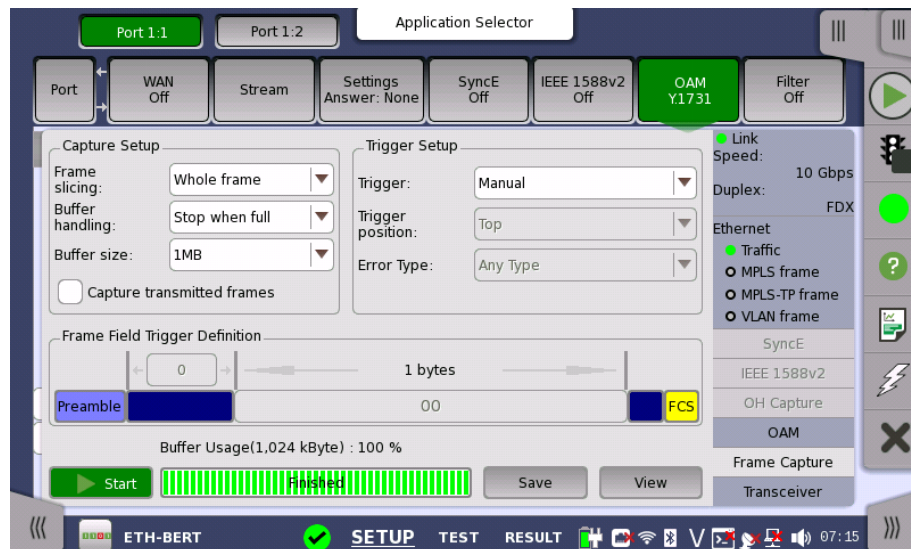 Application Selector
Port 1:1
Port 1:2
Port
WAN
Off
Stream
Settings
Answer: None
SyncE
Off
IEEE 1588v2
Off
OAM
Y.1731
Filter
Off
Capture Setup
Frame
slicing:
Whole frame
Buffer
handling:
Stop when full
Buffer size:
1MB
Capture transmitted frames
Trigger Setup
Trigger:
Manual
Trigger
position:
Top
Error Type:
Any Type
Frame Field Trigger Definition
0
1 bytes
Preamble
00
FCS
Buffer Usage(1,024 kByte) : 100 %
Start
Finished
Save
View
Link
Speed:
10 Gbps
Duplex:
FDX
Ethernet
Traffic
MPLS frame
MPLS-TP frame
VLAN frame
SyncE
IEEE 1588v2
OH Capture
OAM
Frame Capture
Transceiver
ETH-BERT
SETUP
TEST
RESULT
V
07:15